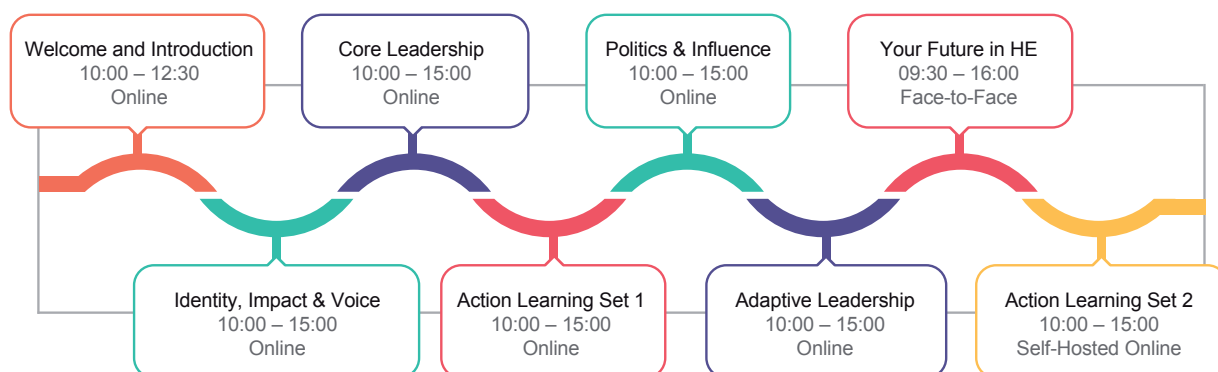 Welcome and Introduction
10:00 – 12:30
Online
Core Leadership
10:00 – 15:00
Online
Politics & Influence
10:00 – 15:00
Online
Your Future in HE
09:30 – 16:00
Face-to-Face
Identity, Impact & Voice
10:00 – 15:00
Online
Action Learning Set 1
10:00 – 15:00
Online
Adaptive Leadership
10:00 – 15:00
Online
Action Learning Set 2
10:00 – 15:00
Self-Hosted Online